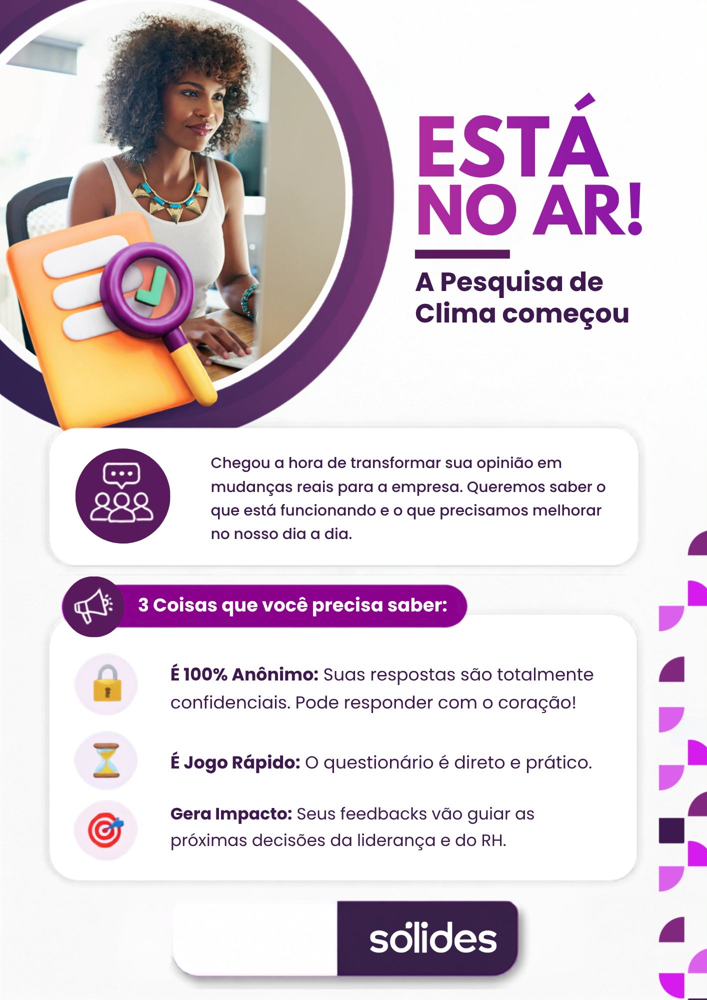 ESTÁ
NO AR!
A Pesquisa de
Clima começou
Chegou a hora de transformar sua opinião em
mudanças reais para a empresa. Queremos saber o
que está funcionando e o que precisamos melhorar
no nosso dia a dia.
3 Coisas que você precisa saber:
É 100% Anônimo: Suas respostas são totalmente
confidenciais. Pode responder com o coração!
É Jogo Rápido: O questionário é direto e prático.
Gera Impacto: Seus feedbacks vão guiar as
próximas decisões da liderança e do RH.
sólides